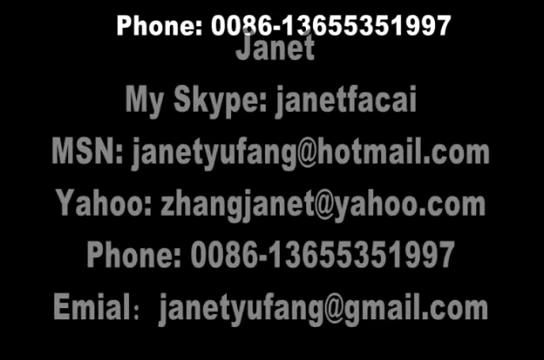 Phone: 0086-13655351997
Janet
My Skype: janetfacai
MSN: janetyufang@hotmail.com
Yahoo: zhangjanet@yahoo.com
Phone: 0086-13655351997
Emial：janetyufang@gmail.com